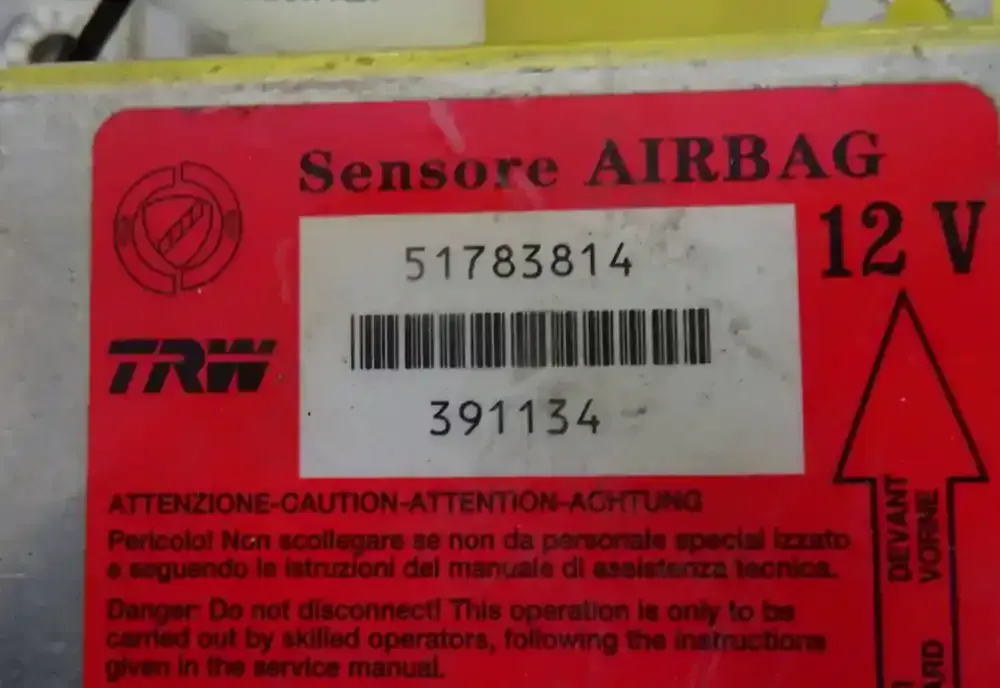 Sensore AIRBAG
12 V
51783814
TRW
391134
ATTENZIONE-CAUTION-ATTENTION-ACHTUNG
Pericolo! Non scollegare se non da personale special izzato
e seguendo le istruzioni del manuale di assistenza tecnica.
Danger: Do not disconnect! This operation is only to be
carried out by skilled operators, following the instructions
given in the service manual.
DEVANT
VORNE